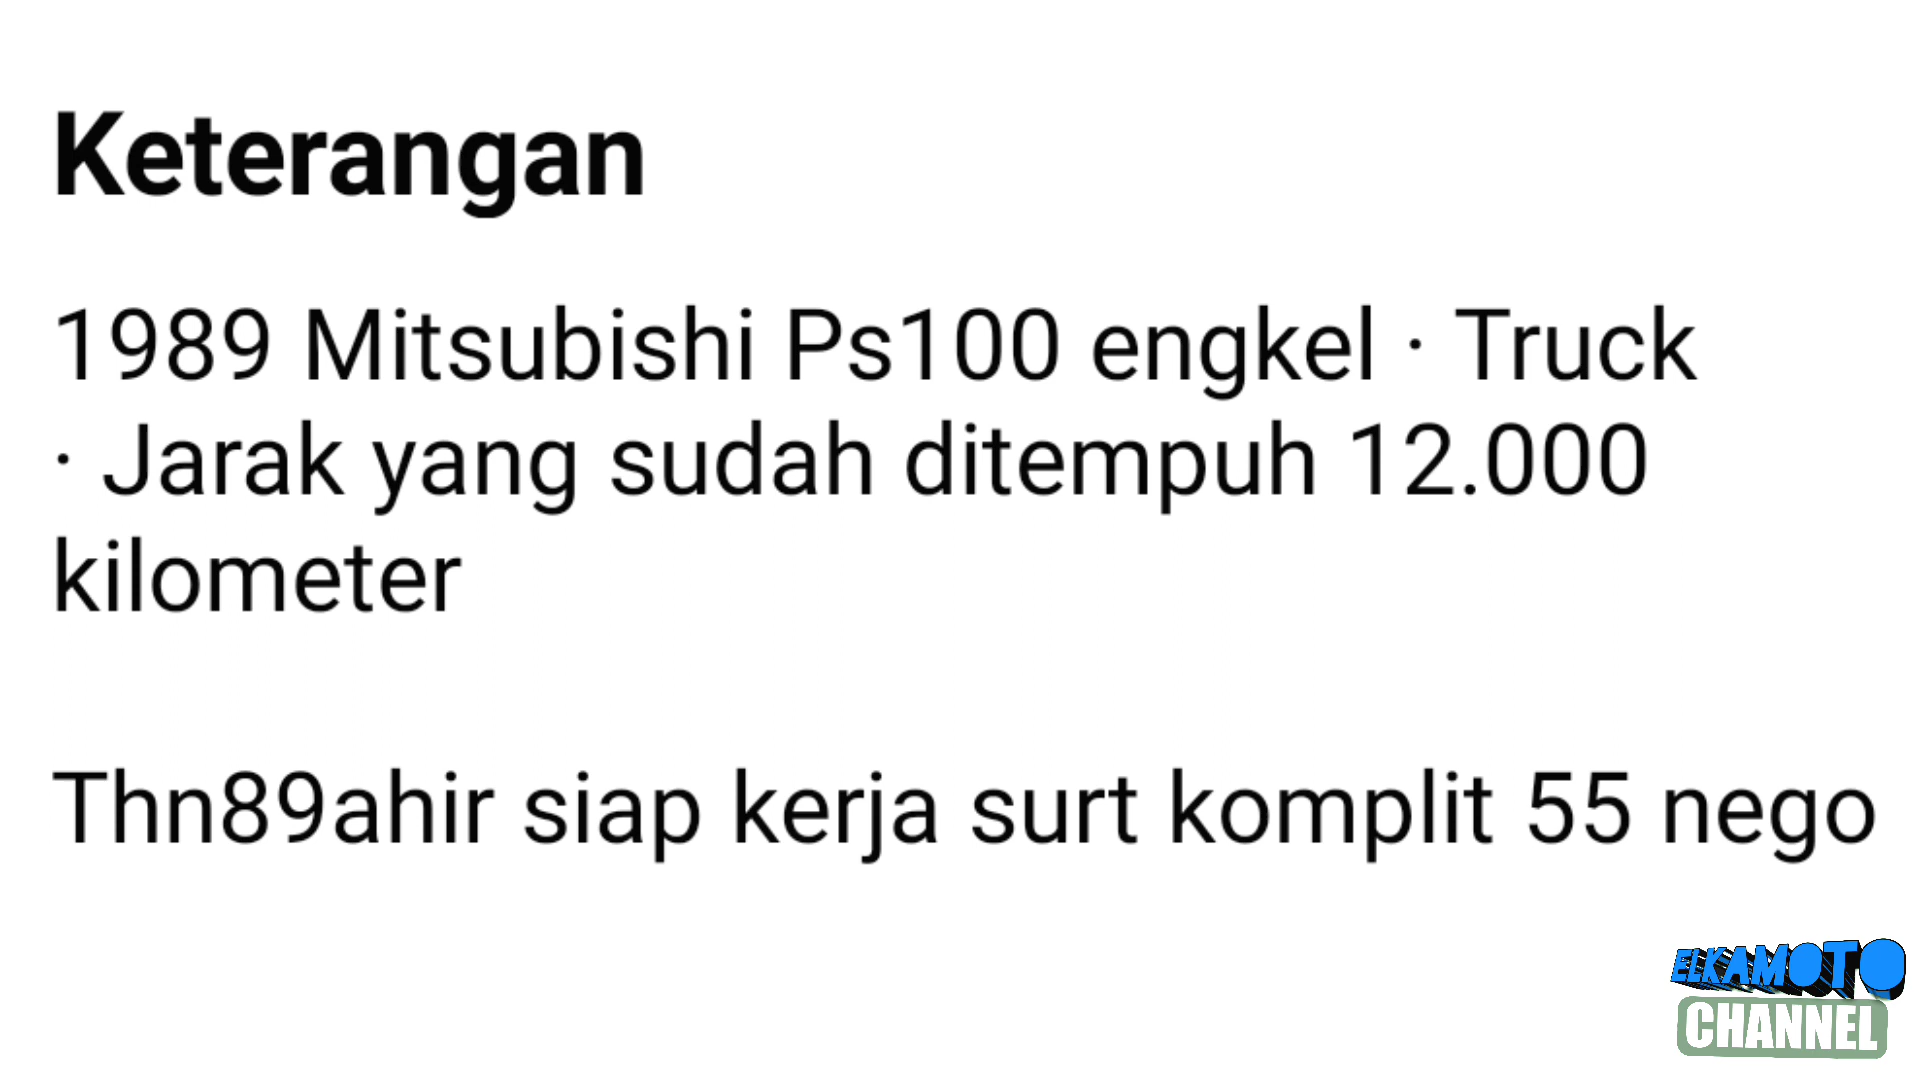 Keterangan
1989 Mitsubishi Ps100 engkel · Truck
· Jarak yang sudah ditempuh 12.000
kilometer
Thn89ahir siap kerja surt komplit 55 nego
ELKAMOTO
CHANNEL